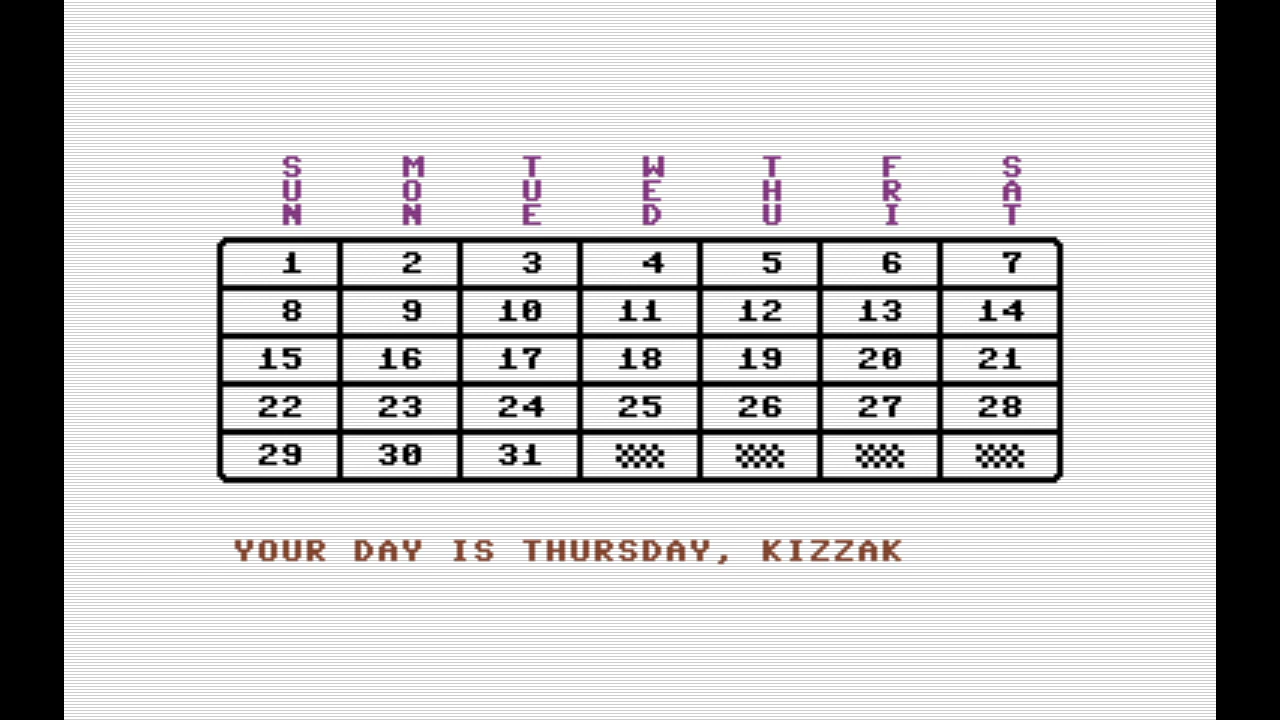 SUN MON TUE WED THU FRI SAT
1 2 3 4 5 6 7
8 9 10 11 12 13 14
15 16 17 18 19 20 21
22 23 24 25 26 27 28
29 30 31
YOUR DAY IS THURSDAY, KIZZAK